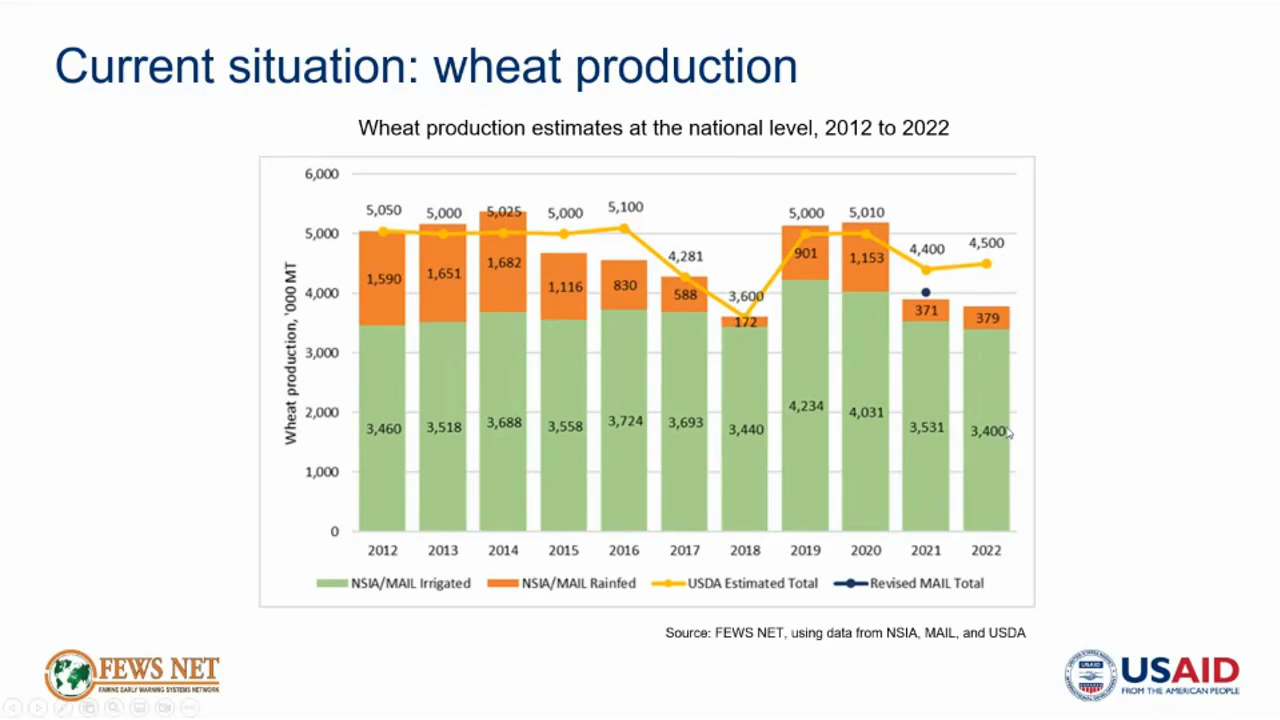 Current situation: wheat production
Wheat production estimates at the national level, 2012 to 2022
Wheat production, '000 MT
6,000
5,000
4,000
3,000
2,000
1,000
0
5,050 5,000 5,025 5,000 5,100 4,281 3,600 5,000 5,010 4,400 4,500
1,590 1,651 1,682 1,116 830 588 172 901 1,153 371 379
3,460 3,518 3,688 3,558 3,724 3,693 3,440 4,234 4,031 3,531 3,400
2012 2013 2014 2015 2016 2017 2018 2019 2020 2021 2022
NSIA/MAIL Irrigated NSIA/MAIL Rainfed USDA Estimated Total Revised MAIL Total
Source: FEWS NET, using data from NSIA, MAIL, and USDA
FEWS NET
FAMINE EARLY WARNING SYSTEMS NETWORK
USAID
FROM THE AMERICAN PEOPLE